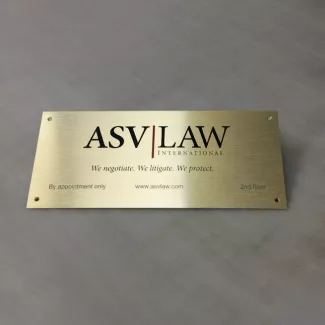 ASV|LAW
INTERNATIONAL
We negotiate. We litigate. We protect.
By appointment only www.asvlaw.com 2nd floor